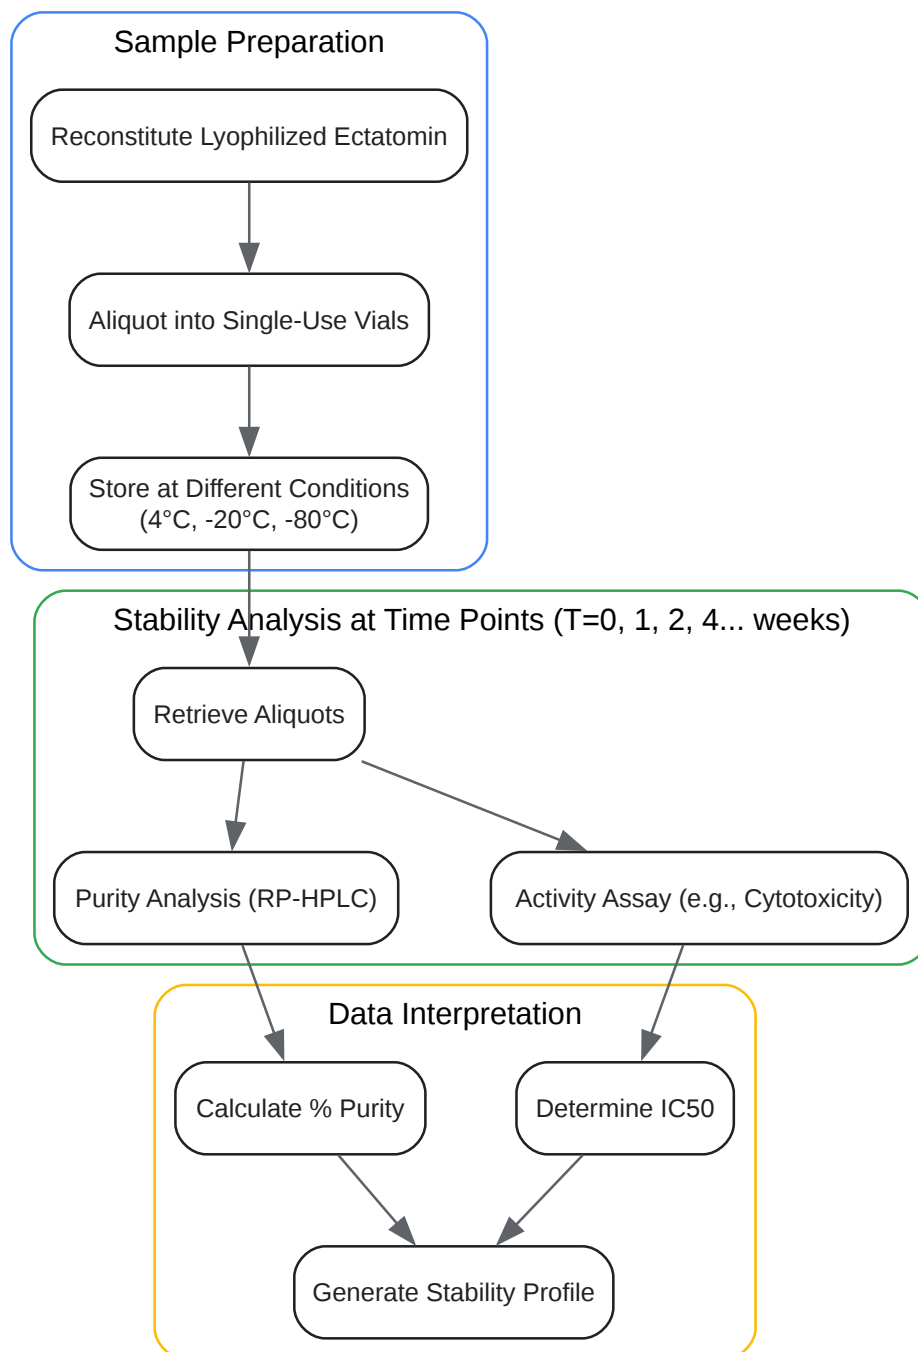 Sample Preparation
Reconstitute Lyophilized Ectatomin
Aliquot into Single-Use Vials
Store at Different Conditions
(4°C, -20°C, -80°C)
Stability Analysis at Time Points (T=0, 1, 2, 4... weeks)
Retrieve Aliquots
Purity Analysis (RP-HPLC)
Activity Assay (e.g., Cytotoxicity)
Data Interpretation
Calculate % Purity
Determine IC50
Generate Stability Profile